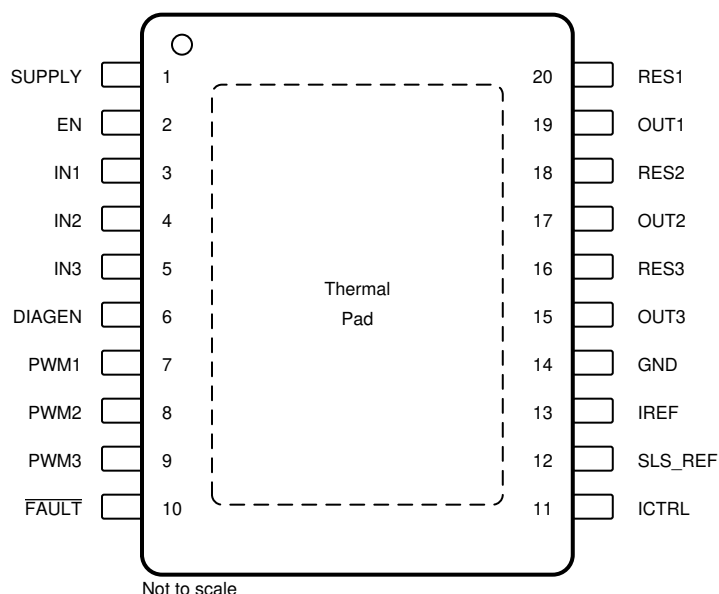 SUPPLY 1 20 RES1
EN 2 19 OUT1
IN1 3 18 RES2
IN2 4 17 OUT2
IN3 5 16 RES3
Thermal
DIAGEN 6 15 OUT3
Pad
PWM1 7 14 GND
PWM2 8 13 IREF
PWM3 9 12 SLS_REF
FAULT 10 11 ICTRL
Not to scale